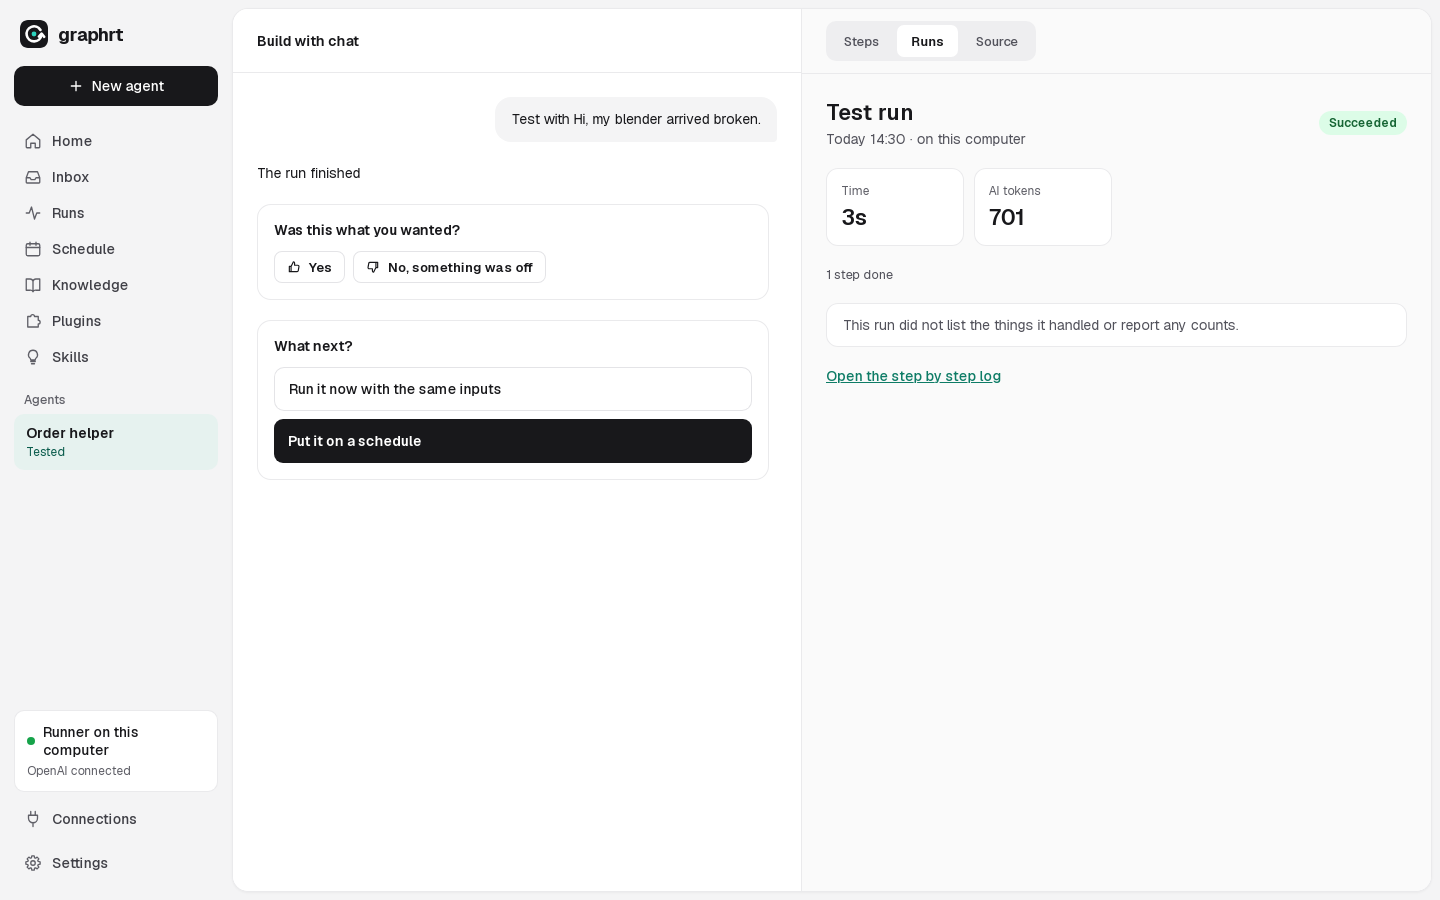 graphrt
New agent
Home
Inbox
Runs
Schedule
Knowledge
Plugins
Skills
Agents
Order helper
Tested
Runner on this
computer
OpenAI connected
Connections
Settings
Build with chat
Test with Hi, my blender arrived broken.
The run finished
Was this what you wanted?
Yes
No, something was off
What next?
Run it now with the same inputs
Put it on a schedule
Steps
Runs
Source
Test run
Today 14:30 · on this computer
Succeeded
Time
3s
AI tokens
701
1 step done
This run did not list the things it handled or report any counts.
Open the step by step log